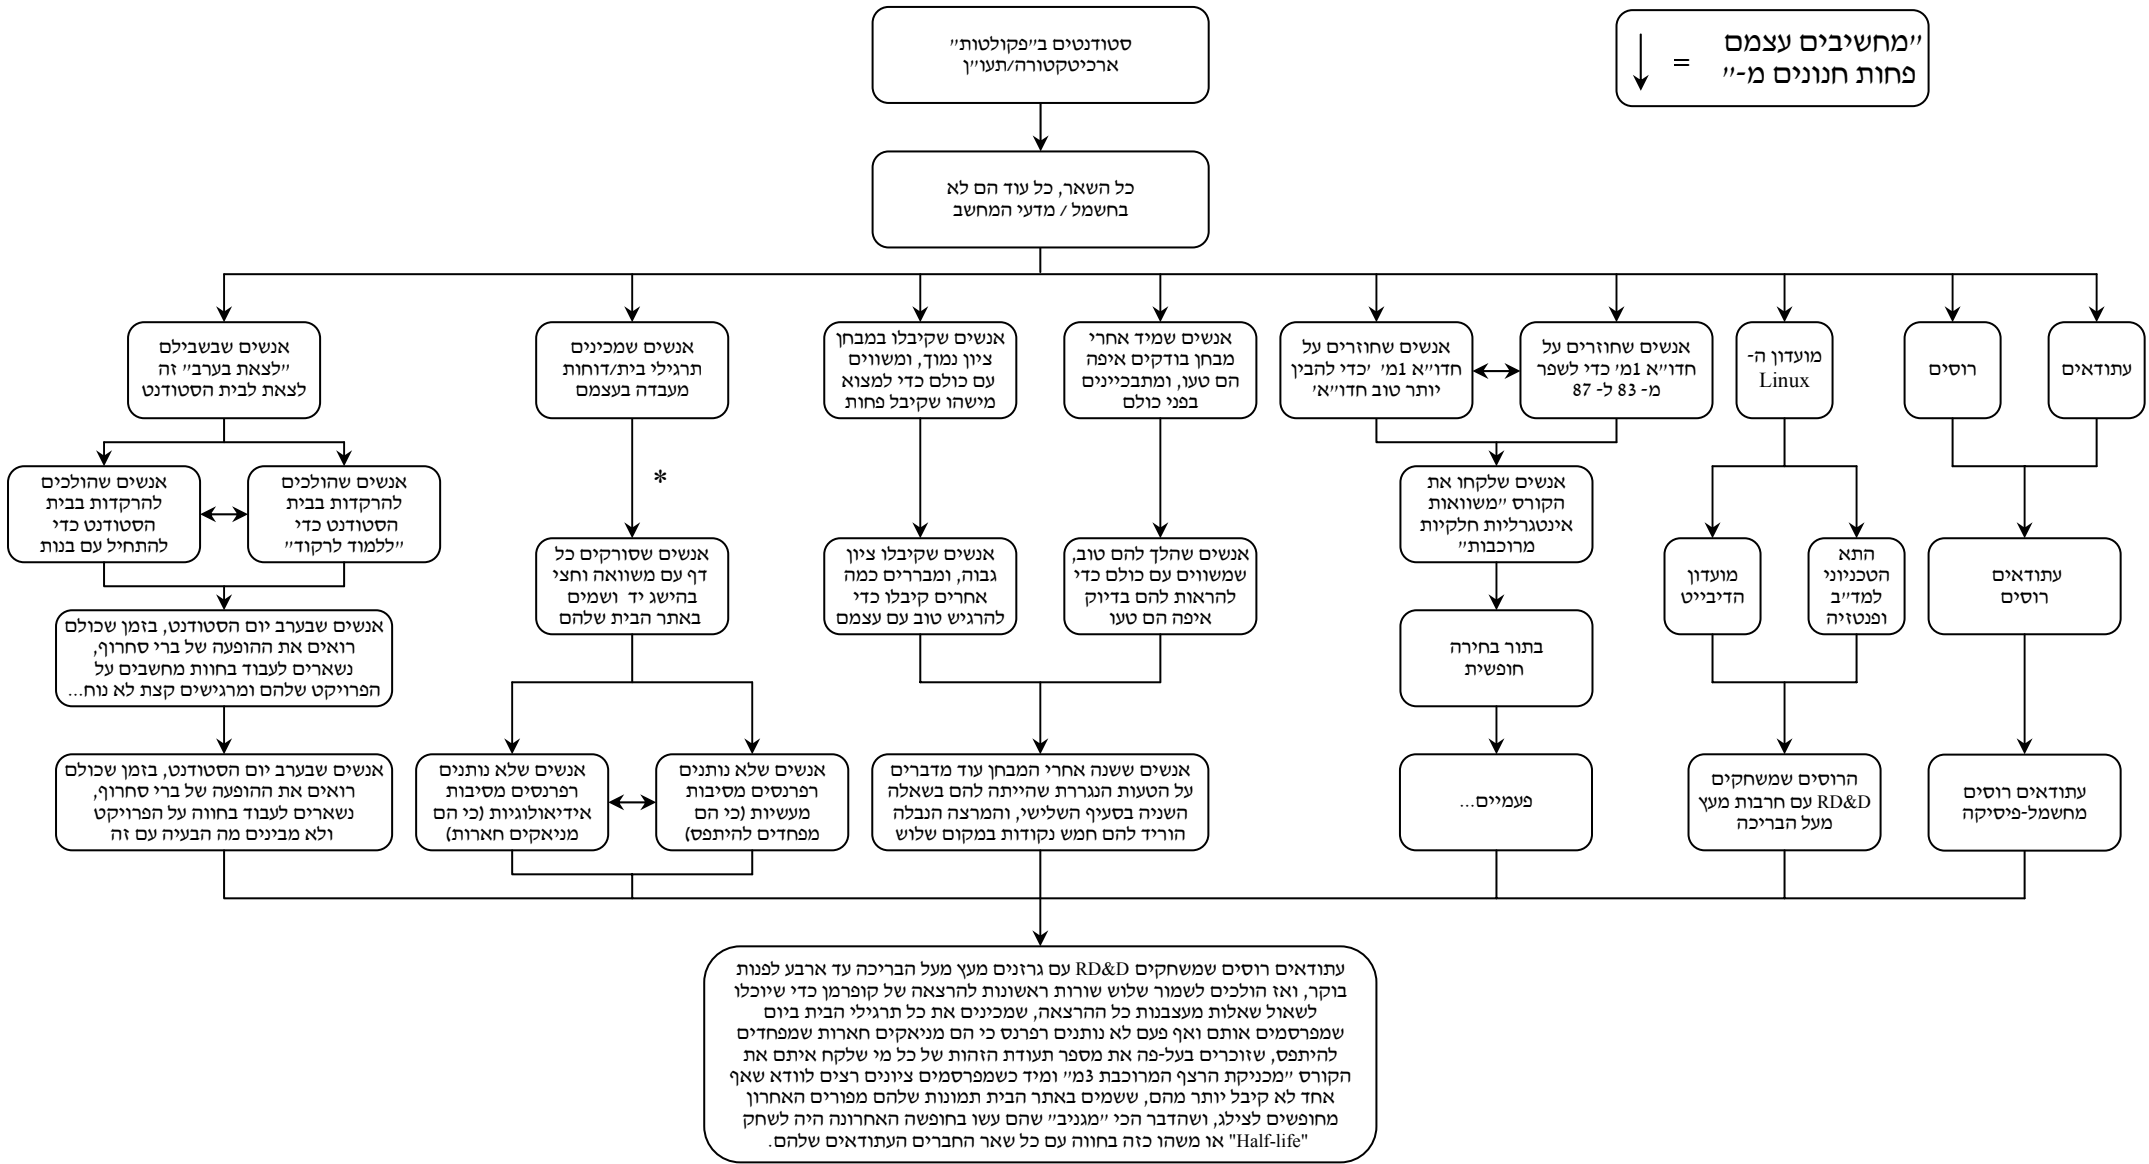 סטודנטים ב"פקולטות"
ארכיטקטורה/תעו"ן
"מחשיבים עצמם
פחות חנונים מ-"
=
כל השאר, כל עוד הם לא
בחשמל / מדעי המחשב
עתודאים
רוסים
מועדון ה-
Linux
אנשים שחוזרים על
חדו"א 1מ' כדי לשפר
מ- 83 ל- 87
אנשים שחוזרים על
חדו"א 1מ' 'כדי להבין
יותר טוב חדו"א'
אנשים שמיד אחרי
מבחן בודקים איפה
הם טעו, ומתבכיינים
בפני כולם
אנשים שקיבלו במבחן
ציון נמוך, ומשווים
עם כולם כדי למצוא
מישהו שקיבל פחות
אנשים שמכינים
תרגילי בית/דוחות
מעבדה בעצמם
אנשים שבשבילם
"לצאת בערב" זה
לצאת לבית הסטודנט
אנשים שהולכים
להרקדות בבית
הסטודנט כדי
"ללמוד לרקוד"
אנשים שהולכים
להרקדות בבית
הסטודנט כדי
להתחיל עם בנות
*
אנשים שלקחו את
הקורס "משוואות
אינטגרליות חלקיות
מרוכבות"
עתודאים
רוסים
התא
הטכניוני
למד"ב
ופנטזיה
מועדון
הדיבייט
אנשים שהלך להם טוב,
שמשווים עם כולם כדי
להראות להם בדיוק
איפה הם טעו
אנשים שקיבלו ציון
גבוה, ומבררים כמה
אחרים קיבלו כדי
להרגיש טוב עם עצמם
אנשים שסורקים כל
דף עם משוואה וחצי
בהישג יד ושמים
באתר הבית שלהם
בתור בחירה
חופשית
אנשים שבערב יום הסטודנט, בזמן שכולם
רואים את ההופעה של ברי סחרוף,
נשארים לעבוד בחוות מחשבים על
הפרויקט שלהם ומרגישים קצת לא נוח...
עתודאים רוסים
מחשמל-פיסיקה
הרוסים שמשחקים
RD&D עם חרבות מעץ
מעל הבריכה
פעמיים...
אנשים ששנה אחרי המבחן עוד מדברים
על הטעות הנגררת שהייתה להם בשאלה
השניה בסעיף השלישי, והמרצה הנבלה
הוריד להם חמש נקודות במקום שלוש
אנשים שלא נותנים
רפרנסים מסיבות
מעשיות (כי הם
מפחדים להיתפס)
אנשים שלא נותנים
רפרנסים מסיבות
אידיאולוגיות (כי הם
מניאקים חארות)
אנשים שבערב יום הסטודנט, בזמן שכולם
רואים את ההופעה של ברי סחרוף,
נשארים לעבוד בחווה על הפרויקט
ולא מבינים מה הבעיה עם זה
עתודאים רוסים שמשחקים RD&D עם גרזנים מעץ מעל הבריכה עד ארבע לפנות
בוקר, ואז הולכים לשמור שלוש שורות ראשונות להרצאה של קופרמן כדי שיוכלו
לשאול שאלות מעצבנות כל ההרצאה, שמכינים את כל תרגילי הבית ביום
שמפרסמים אותם ואף פעם לא נותנים רפרנס כי הם מניאקים חארות שמפחדים
להיתפס, שזוכרים בעל-פה את מספר תעודת הזהות של כל מי שלקח איתם את
הקורס "מכניקת הרצף המרוכבת 3מ" ומיד כשמפרסמים ציונים רצים לוודא שאף
אחד לא קיבל יותר מהם, ששמים באתר הבית תמונות שלהם מפורים האחרון
מחופשים לצילג, ושהדבר הכי "מגניב" שהם עשו בחופשה האחרונה היה לשחק
"Half-life" או משהו כזה בחווה עם כל שאר החברים העתודאים שלהם.